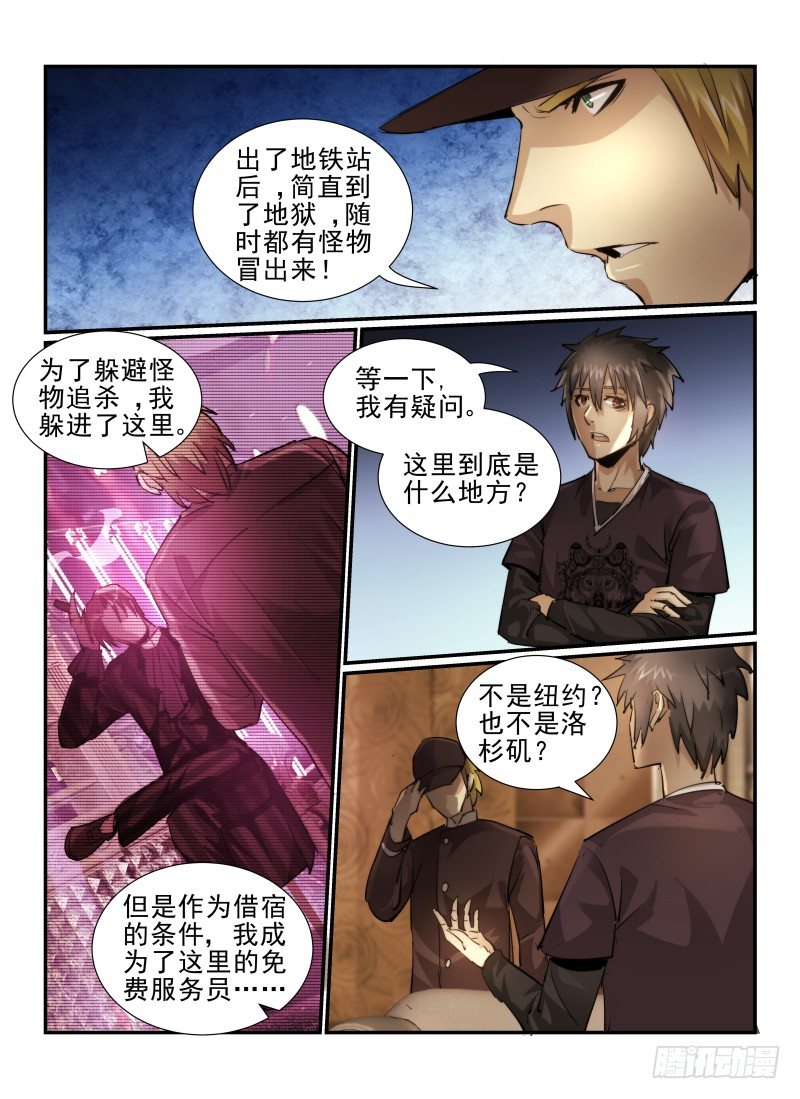 出了地铁站
后，简直到
了地狱，随
时都有怪物
冒出来！
为了躲避怪
物追杀，我
躲进了这里。
但是作为借宿
的条件，我成
为了这里的免
费服务员……
等一下，
我有疑问。
这里到底是
什么地方？
不是纽约？
也不是洛
杉矶？
腾讯动漫